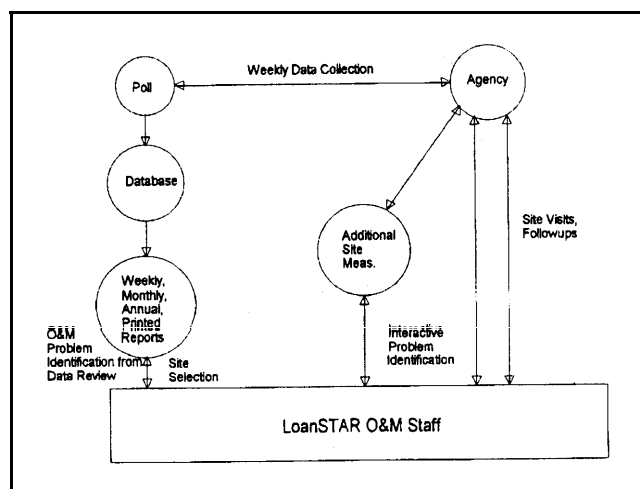 Weekly Data Collection
Poll
Agency
Database
Additional
Site
Meas.
Site Visits,
Followups
Weekly,
Monthly,
Annual,
Printed
Reports
O&M
Problem
Identification from
Data Review
Site
Selection
Interactive
Problem
Identification
LoanSTAR O&M Staff